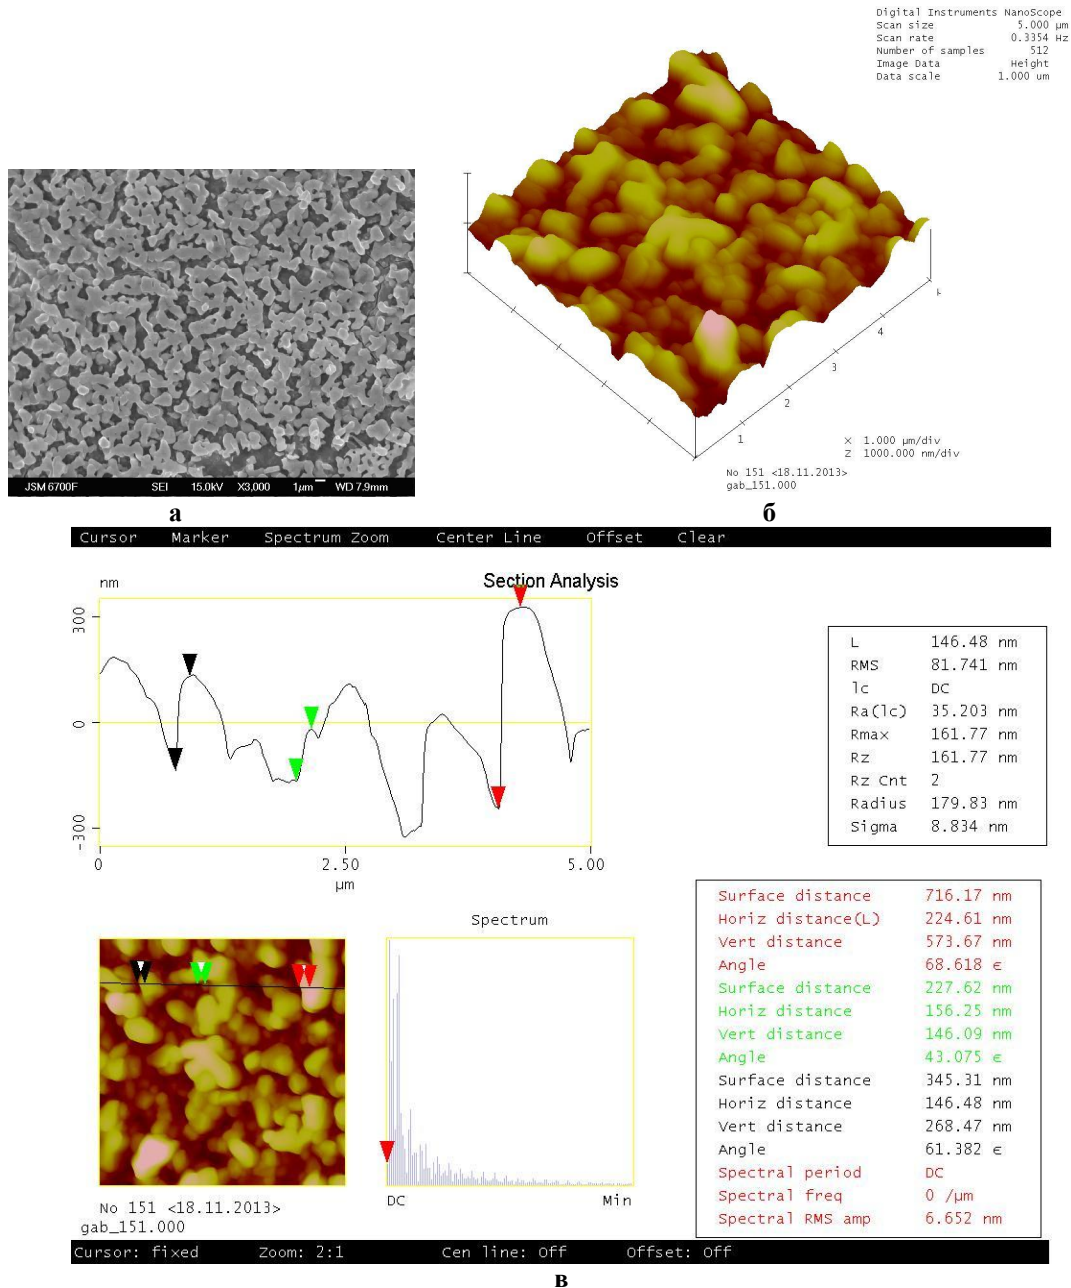 Digital Instruments NanoScope
Scan size 5.000 µm
Scan rate 0.3354 Hz
Number of samples 512
Image Data Height
Data scale 1.000 um
4
3
2
1
X 1.000 µm/div
Z 1000.000 nm/div
No 151 <18.11.2013>
gab_151.000
JSM 6700F SEI 15.0kV X3,000 1µm WD 7.9mm
а
б
Cursor Marker Spectrum Zoom Center Line Offset Clear
nm
Section Analysis
300
0
-300
0 2.50 5.00
µm
L 146.48 nm
RMS 81.741 nm
lc DC
Ra(lc) 35.203 nm
Rmax 161.77 nm
Rz 161.77 nm
Rz Cnt 2
Radius 179.83 nm
Sigma 8.834 nm
Surface distance 716.17 nm
Horiz distance(L) 224.61 nm
Vert distance 573.67 nm
Angle 68.618 є
Surface distance 227.62 nm
Horiz distance 156.25 nm
Vert distance 146.09 nm
Angle 43.075 є
Surface distance 345.31 nm
Horiz distance 146.48 nm
Vert distance 268.47 nm
Angle 61.382 є
Spectral period DC
Spectral freq 0 /µm
Spectral RMS amp 6.652 nm
Spectrum
DC Min
No 151 <18.11.2013>
gab_151.000
Cursor: fixed Zoom: 2:1 Cen line: Off Offset: Off
в